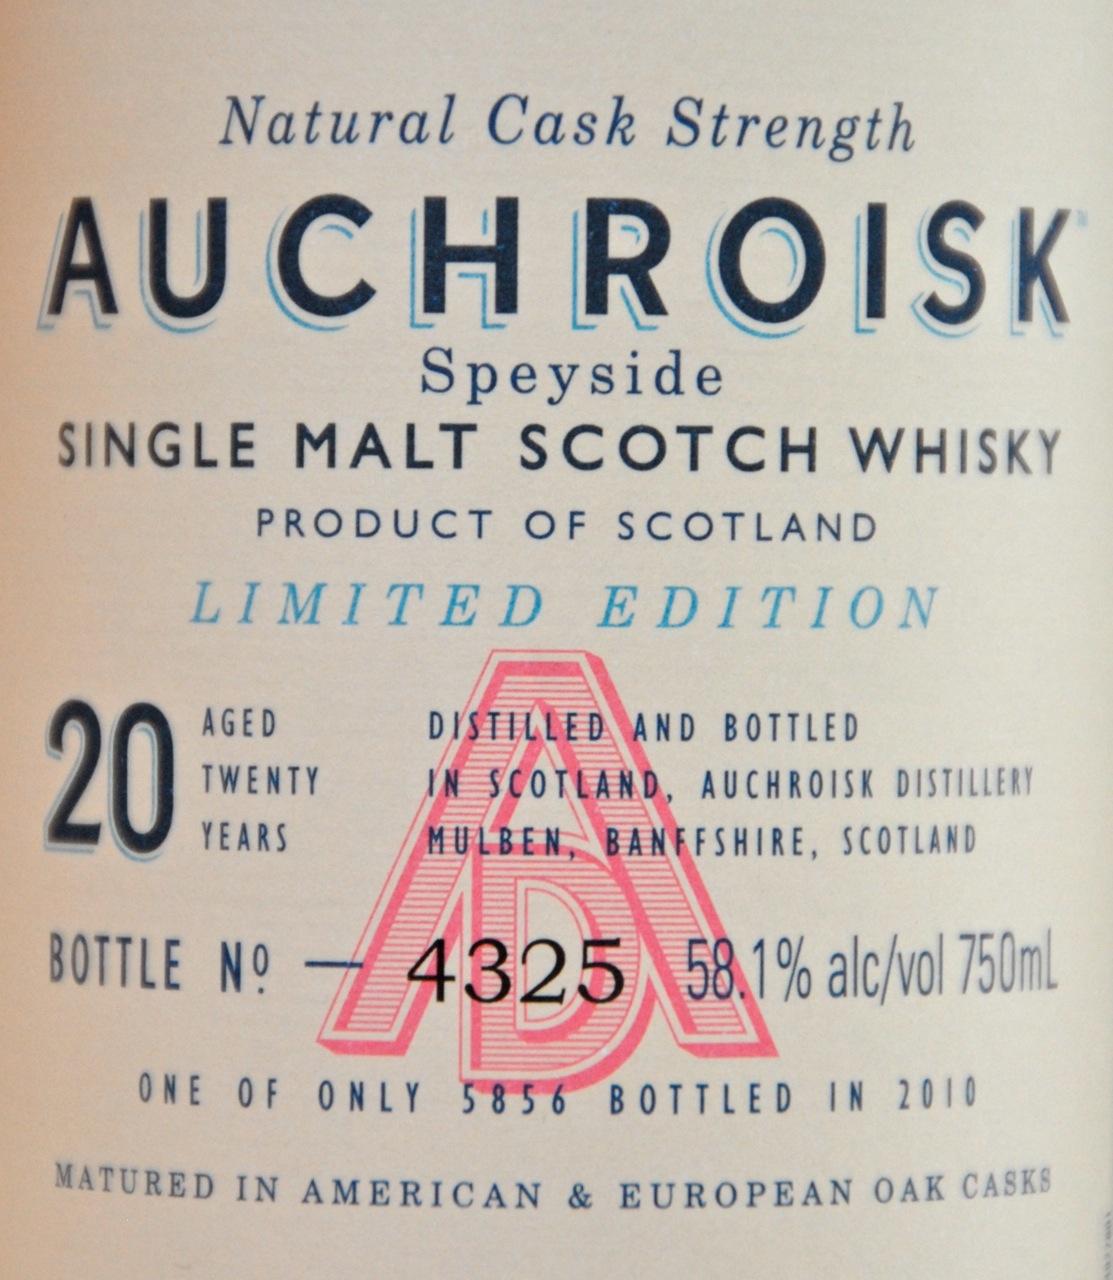 Natural Cask Strength
AUCHROISK™
Speyside
SINGLE MALT SCOTCH WHISKY
PRODUCT OF SCOTLAND
LIMITED EDITION
20
AGED
TWENTY
YEARS
DISTILLED AND BOTTLED
IN SCOTLAND, AUCHROISK DISTILLERY
MULBEN, BANFFSHIRE, SCOTLAND
AD
BOTTLE Nº — 4325 58.1% alc/vol 750mL
ONE OF ONLY 5856 BOTTLED IN 2010
MATURED IN AMERICAN & EUROPEAN OAK CASKS